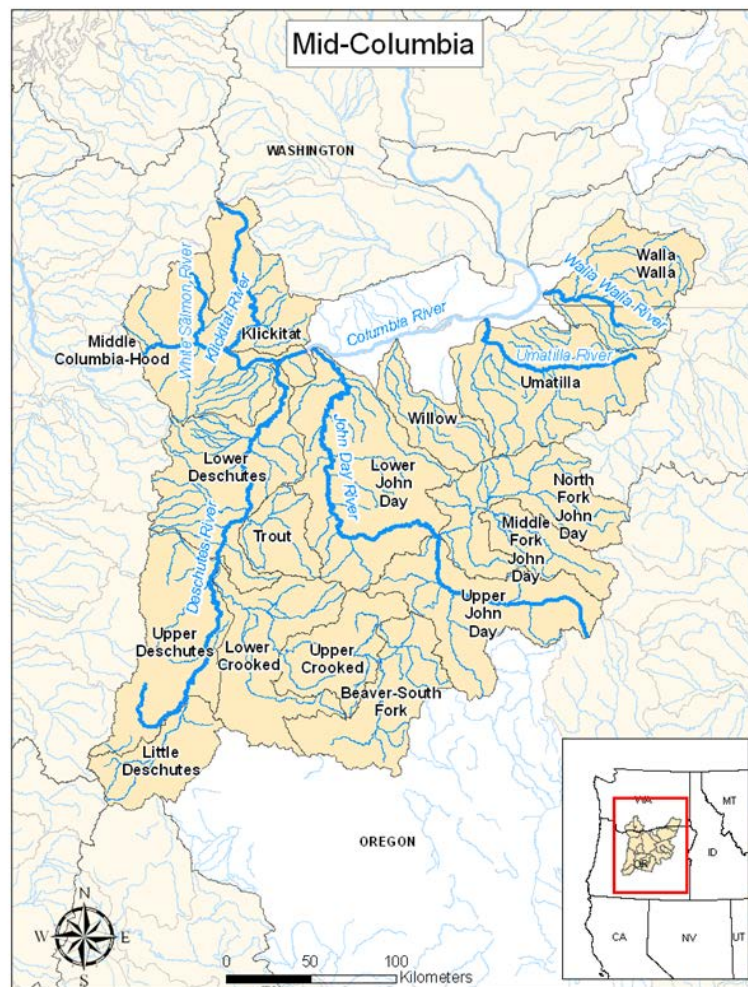 Mid-Columbia
WASHINGTON
Walla
Walla
Walla Walla River
White Salmon River
Klickitat River
Klickitat
Columbia River
Middle
Columbia-Hood
Umatilla River
Umatilla
Willow
Lower
Deschutes
John Day River
Lower
John
Day
North
Fork
John
Day
Trout
Middle
Fork
John
Day
Deschutes River
Upper
John
Day
Upper
Deschutes
Lower
Crooked
Upper
Crooked
Beaver-South
Fork
Little
Deschutes
OREGON
WA
MT
OR
ID
CA
NV
UT
N
W
E
S
0
50
100
Kilometers